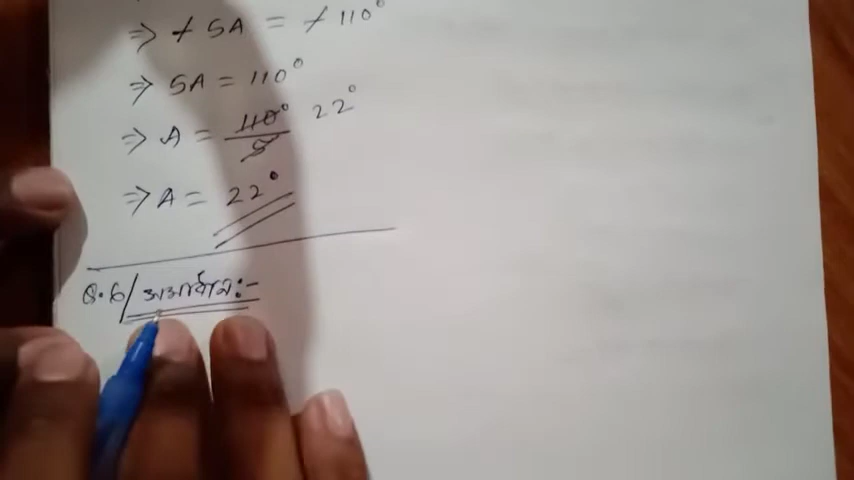 ⇒ - 5A = - 110°
⇒ 5A = 110°
⇒ A = 110°/5 22°
⇒ A = 22°
Q.6/ সমাধান:-